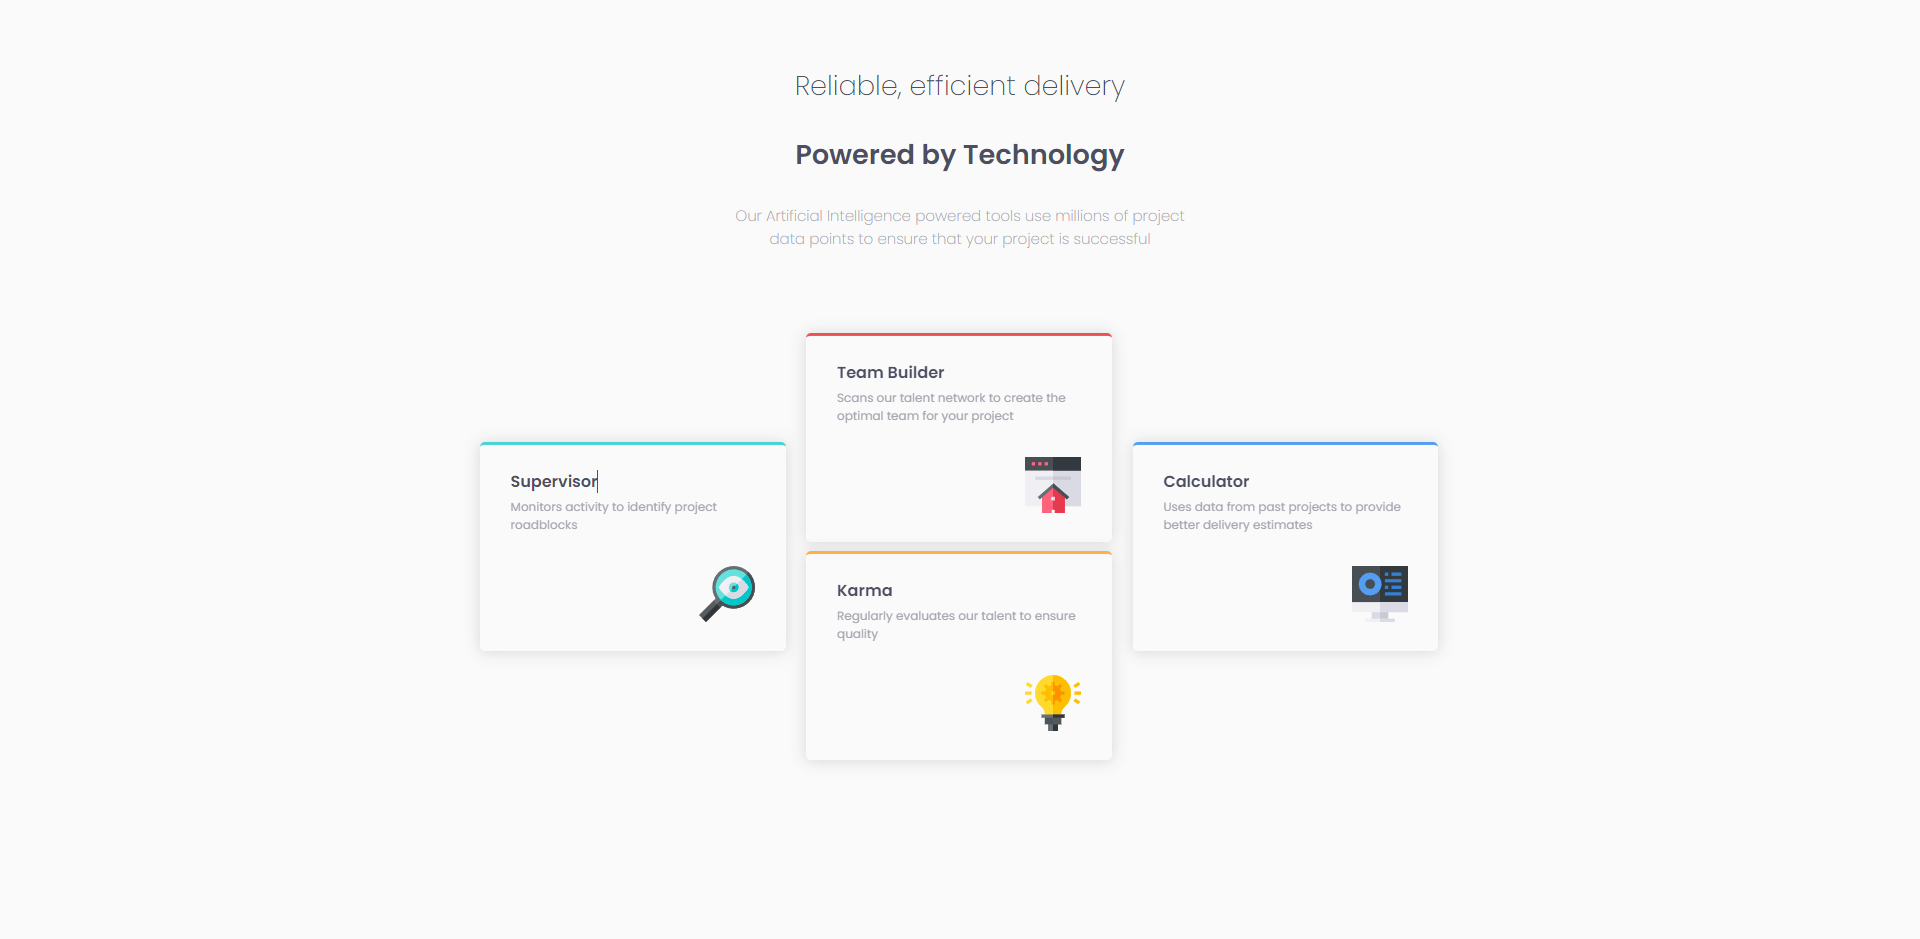 Reliable, efficient delivery
Powered by Technology
Our Artificial Intelligence powered tools use millions of project
data points to ensure that your project is successful
Supervisor
Monitors activity to identify project
roadblocks
Team Builder
Scans our talent network to create the
optimal team for your project
Karma
Regularly evaluates our talent to ensure
quality
Calculator
Uses data from past projects to provide
better delivery estimates